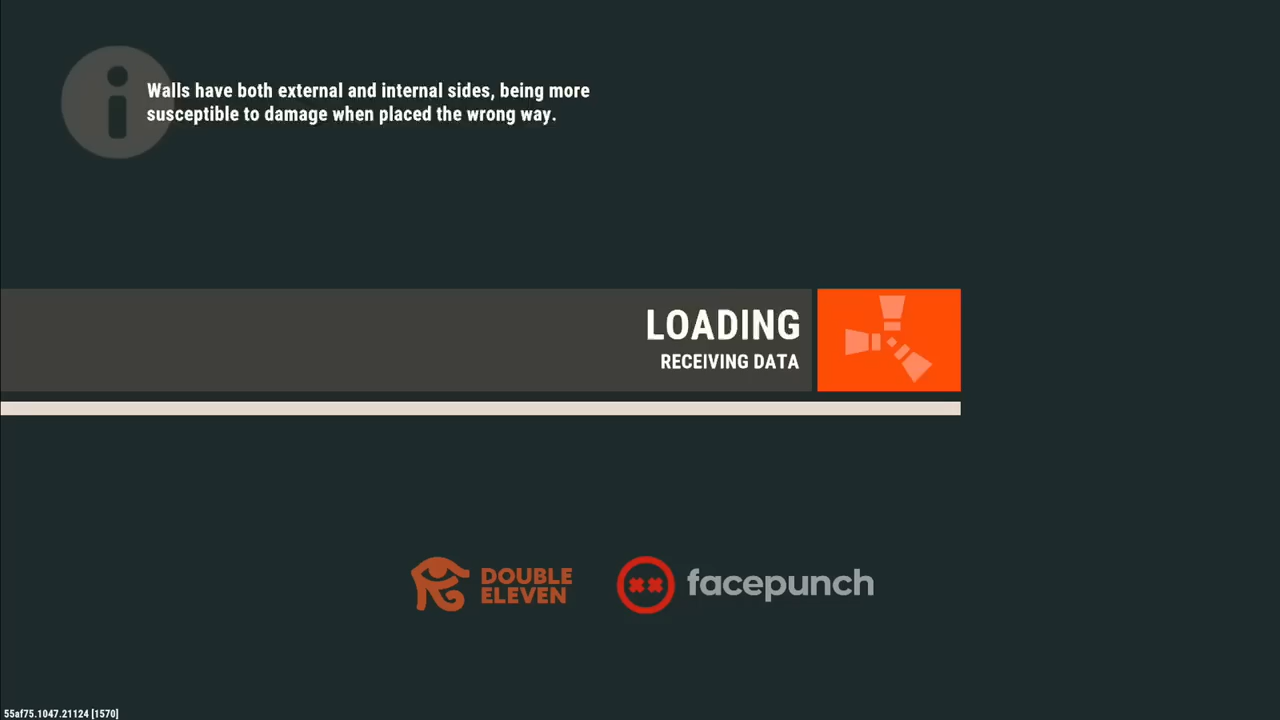 Walls have both external and internal sides, being more
susceptible to damage when placed the wrong way.
LOADING
RECEIVING DATA
DOUBLE
ELEVEN
facepunch
55af75.1047.21124 [1570]